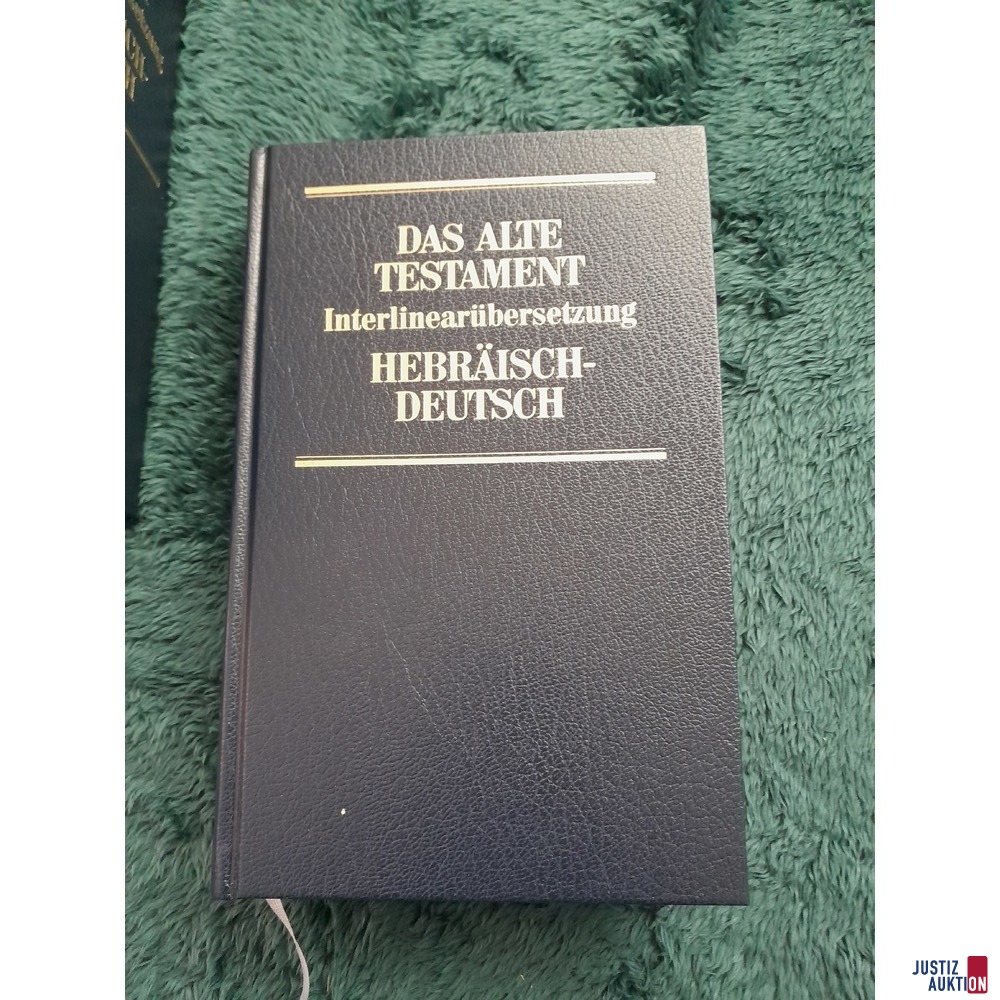 DAS ALTE
TESTAMENT
Interlinearübersetzung
HEBRÄISCH-
DEUTSCH
JUSTIZ
AUKTION